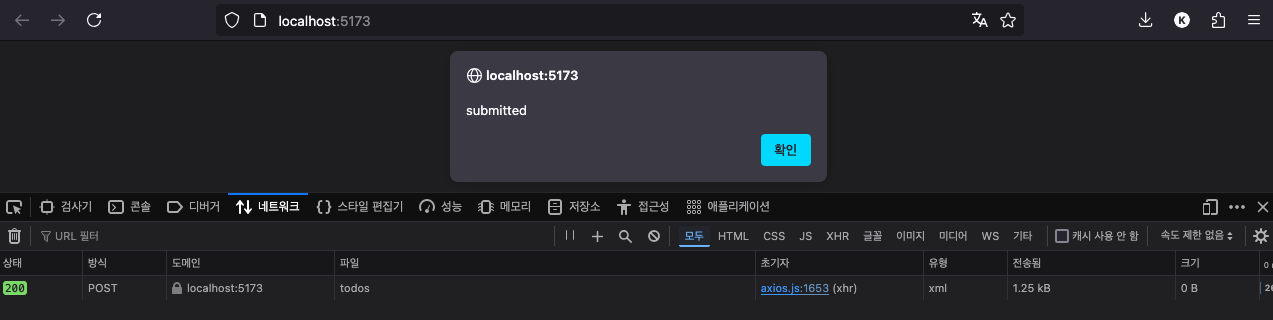 localhost:5173
K
localhost:5173
submitted
확인
검사기 콘솔 디버거 네트워크 스타일 편집기 성능 메모리 저장소 접근성 애플리케이션
URL 필터 모두 HTML CSS JS XHR 글꼴 이미지 미디어 WS 기타 캐시 사용 안 함 속도 제한 없음
상태 방식 도메인 파일 초기자 유형 전송됨 크기
200 POST localhost:5173 todos axios.js:1653 (xhr) xml 1.25 kB 0 B